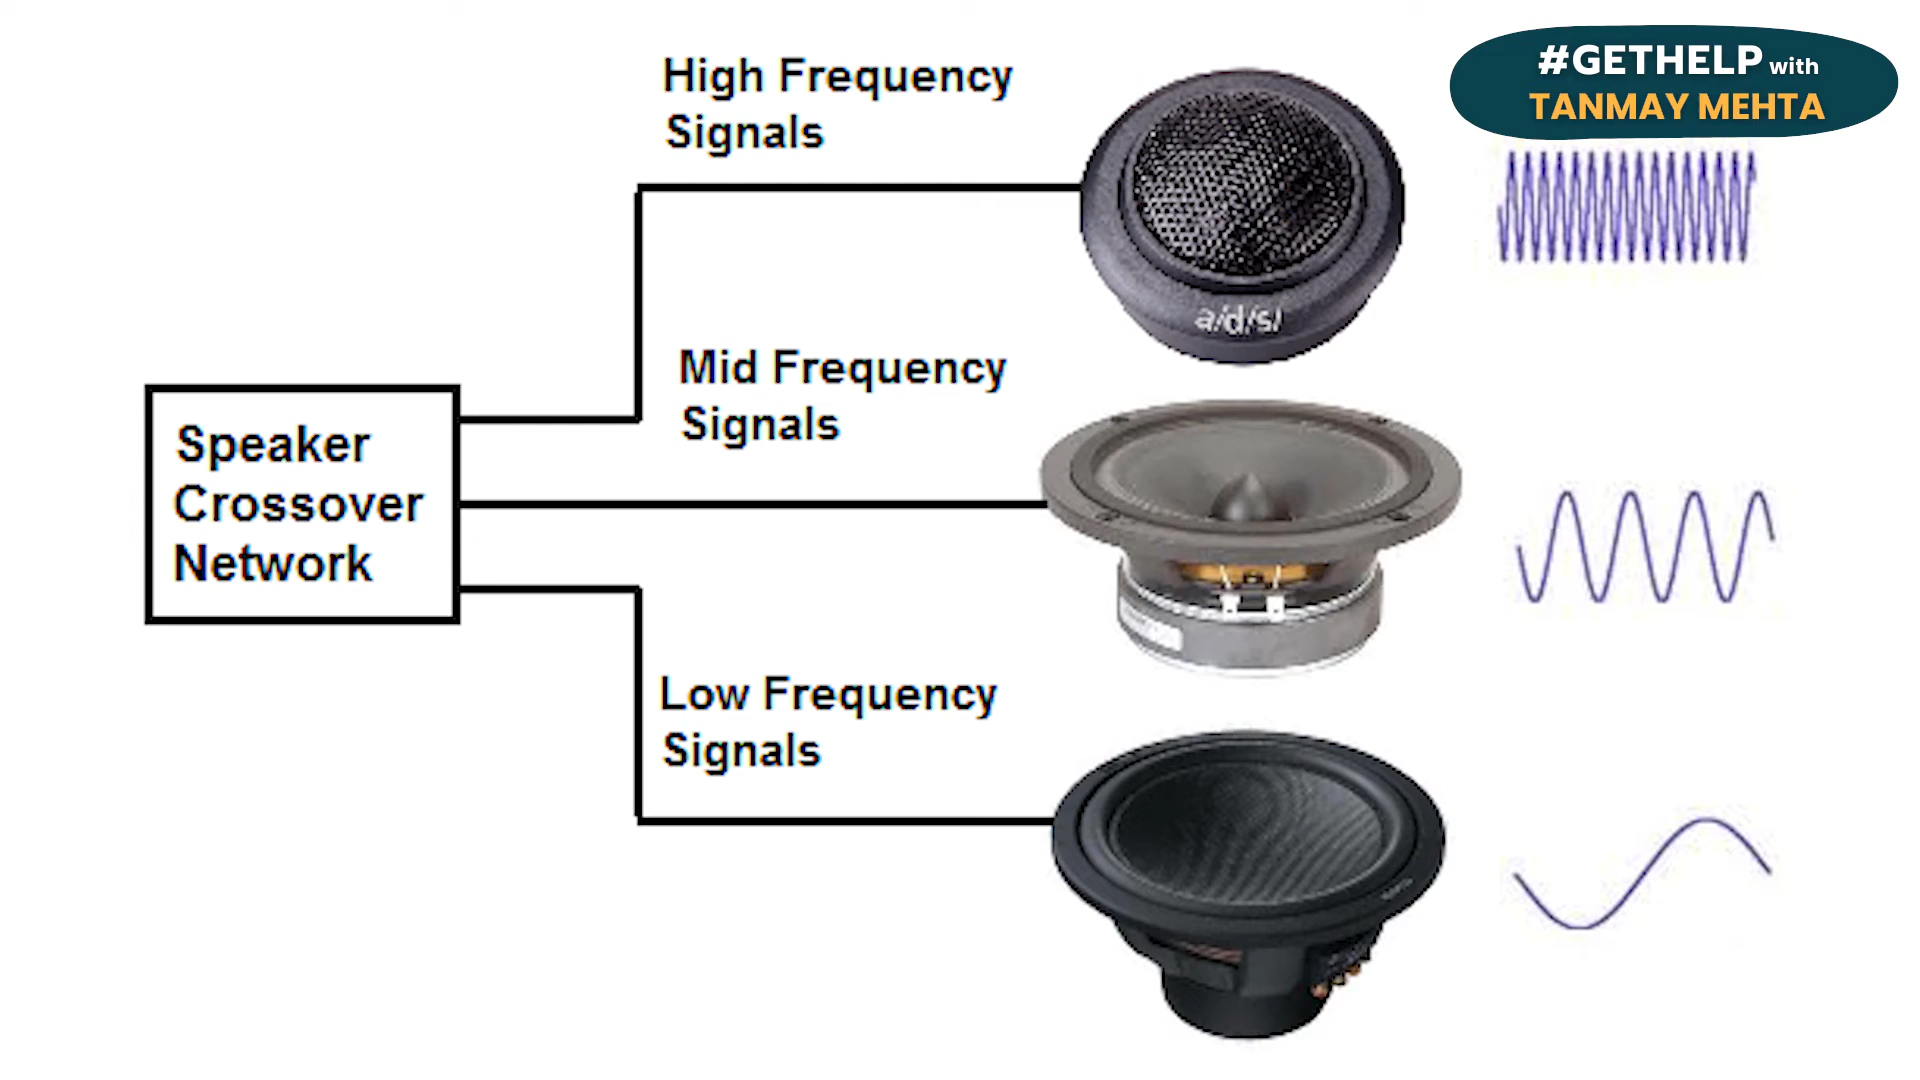 #GETHELP with
TANMAY MEHTA
High Frequency
Signals
a/d/s/
Mid Frequency
Signals
Speaker
Crossover
Network
Low Frequency
Signals